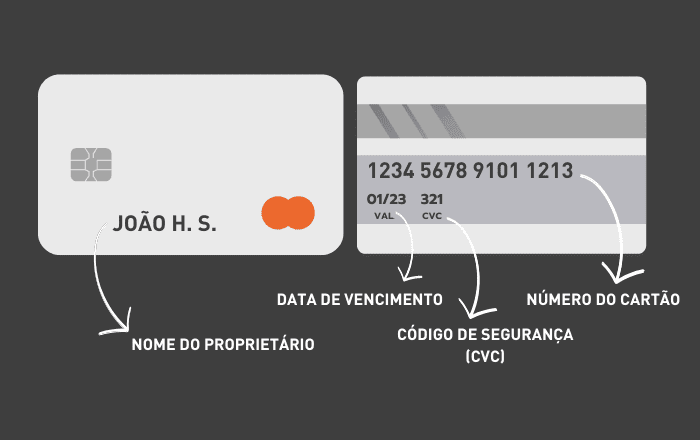 JOÃO H. S.
1234 5678 9101 1213
01/23 321
VAL CVC
DATA DE VENCIMENTO
NÚMERO DO CARTÃO
NOME DO PROPRIETÁRIO
CÓDIGO DE SEGURANÇA
(CVC)